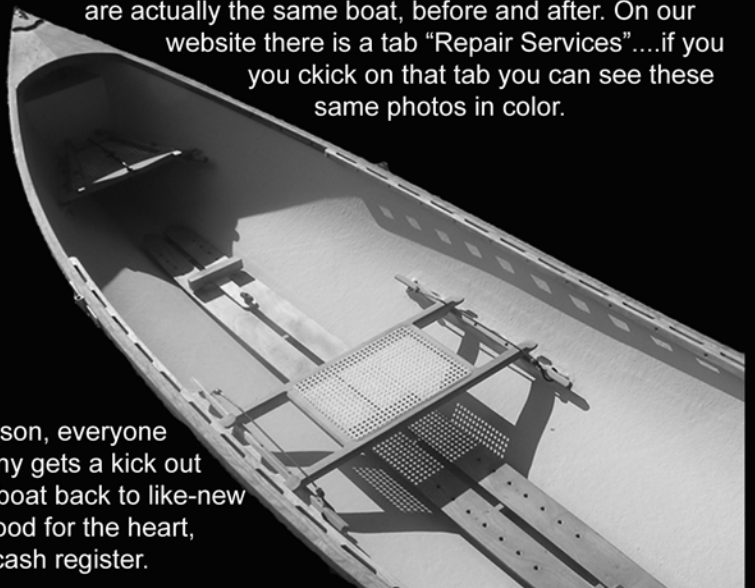 are actually the same boat, before and after. On our
website there is a tab “Repair Services”....if you
you ckick on that tab you can see these
same photos in color.
son, everyone
ny gets a kick out
boat back to like-new
ood for the heart,
cash register.